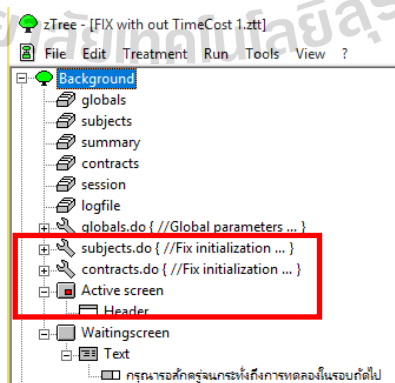 zTree - [FIX with out TimeCost 1.ztt]
File Edit Treatment Run Tools View ?
Background
globals
subjects
summary
contracts
session
logfile
globals.do { //Global parameters ... }
subjects.do { //Fix initialization ... }
contracts.do { //Fix initialization ... }
Active screen
Header
Waitingscreen
Text
กรุณารอสักครู่จนกระทั่งถึงการทดลองในรอบถัดไป